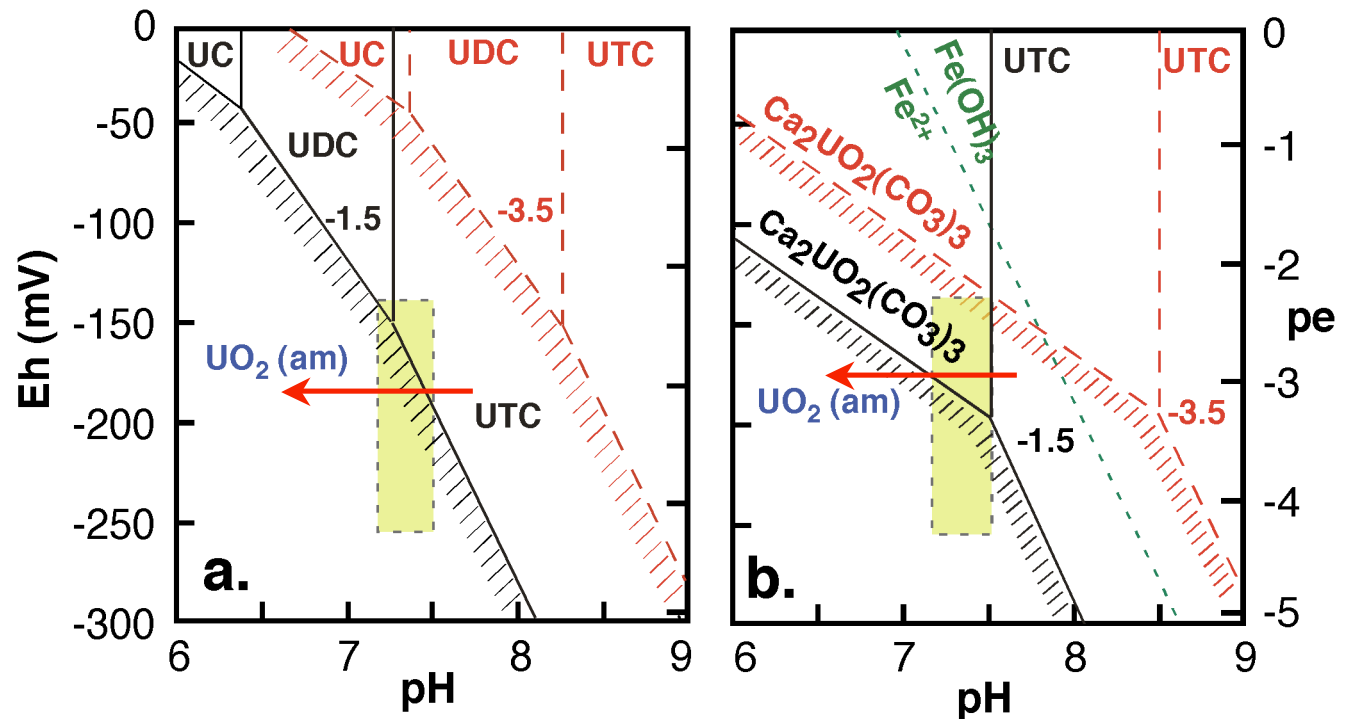 0
-50
-100
-150
-200
-250
-300
Eh (mV)
UC
UC
UDC
UTC
UDC
-1.5
-3.5
UO₂ (am)
UTC
a.
6
7
8
9
pH
UTC
UTC
Fe(OH)₃
Fe²⁺
Ca₂UO₂(CO₃)₃
Ca₂UO₂(CO₃)₃
UO₂ (am)
-3.5
-1.5
b.
6
7
8
9
pH
0
-1
-2
-3
-4
-5
pe